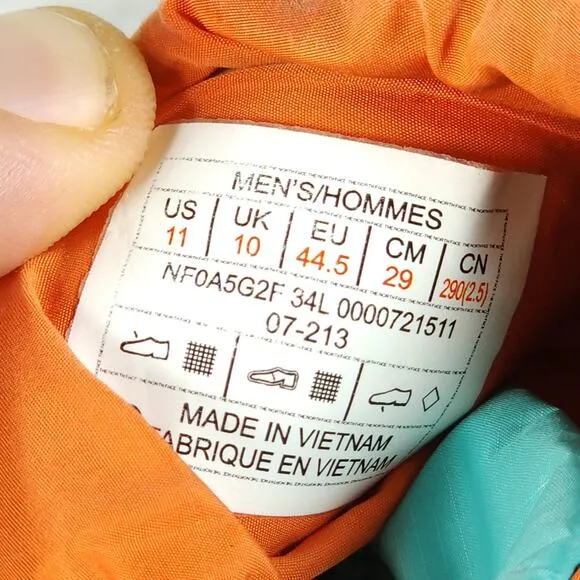 MEN'S/HOMMES
US UK EU CM CN
11 10 44.5 29 290(2.5)
NF0A5G2F 34L 0000721511
07-213
MADE IN VIETNAM
FABRIQUE EN VIETNAM